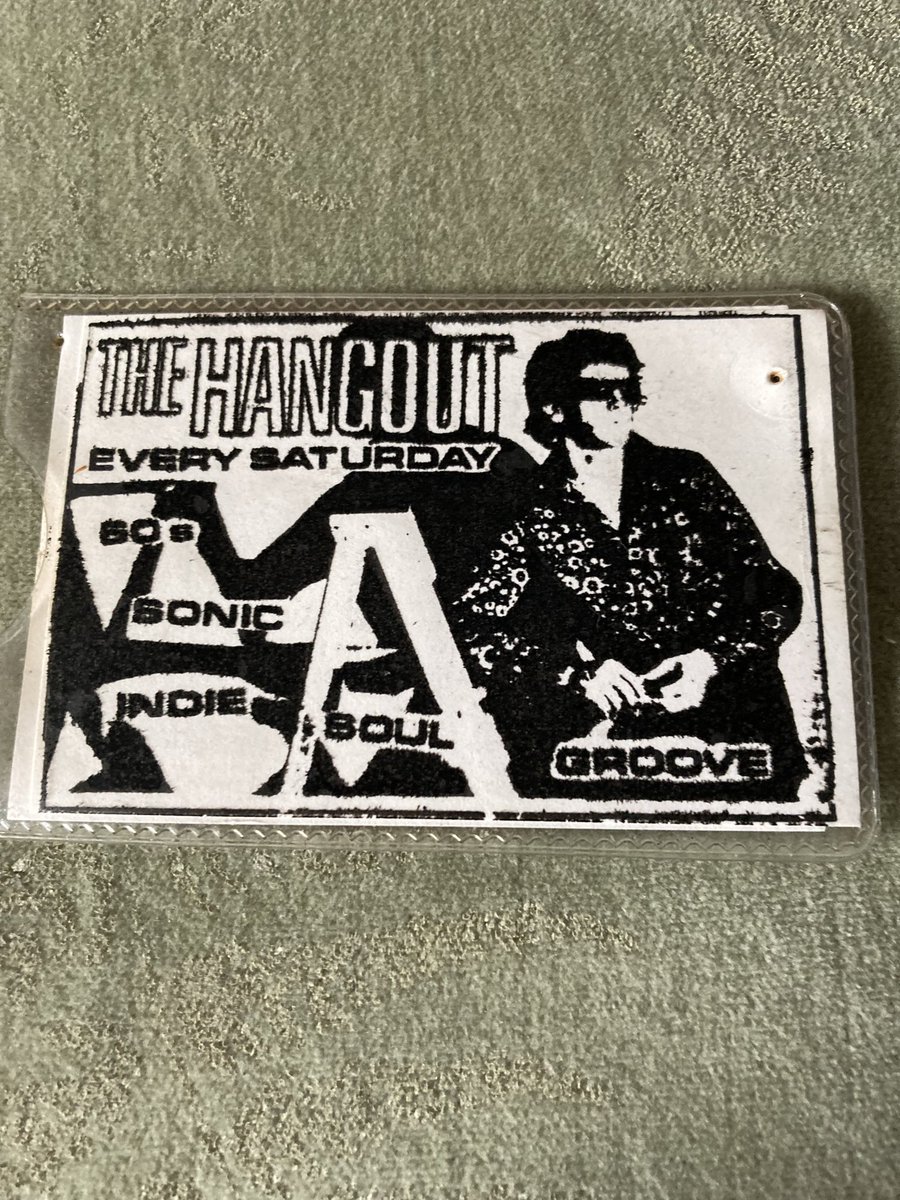 THE HANGOUT
EVERY SATURDAY
60's
SONIC
INDIE
SOUL
GROOVE